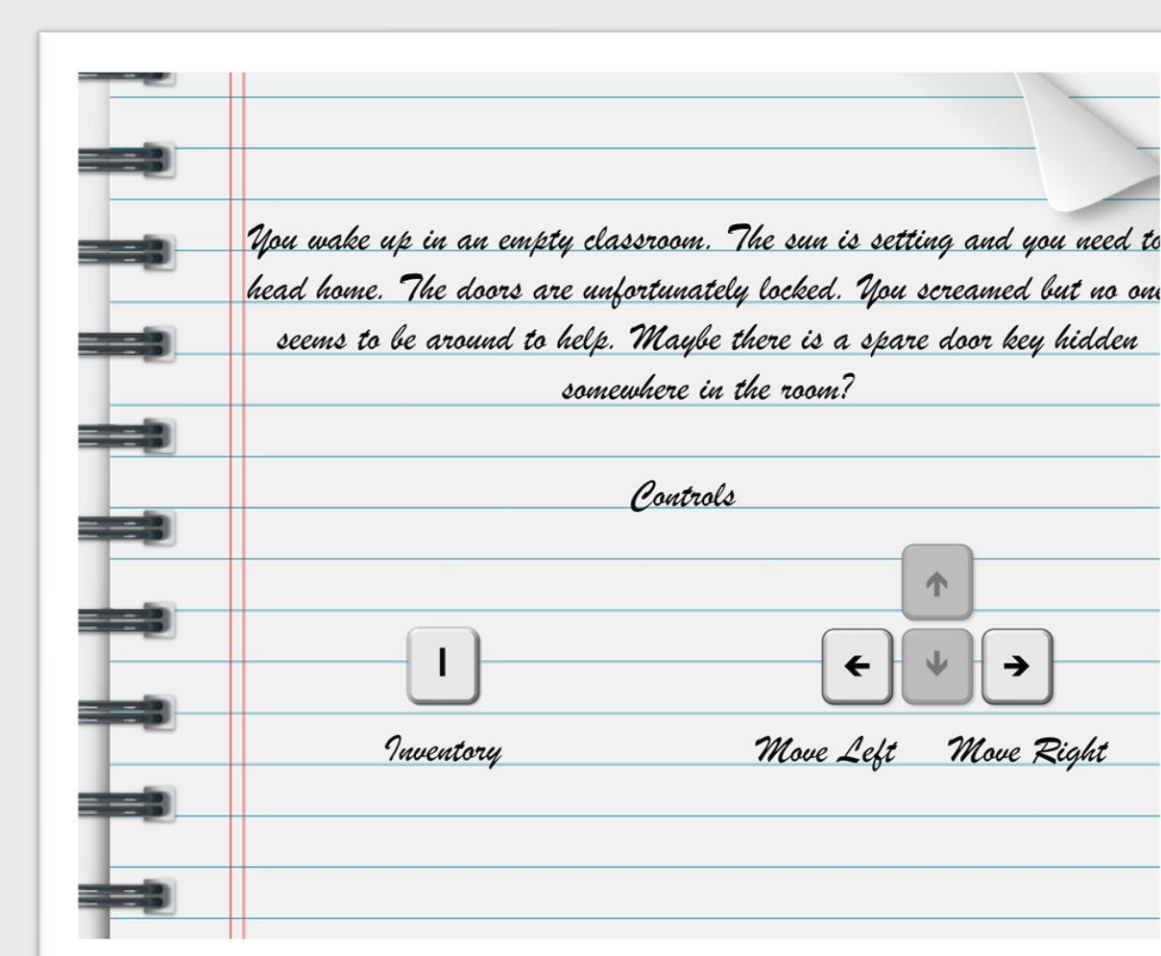 You wake up in an empty classroom. The sun is setting and you need to
head home. The doors are unfortunately locked. You screamed but no one
seems to be around to help. Maybe there is a spare door key hidden
somewhere in the room?
Controls
↑
I ← ↓ →
Inventory Move Left Move Right